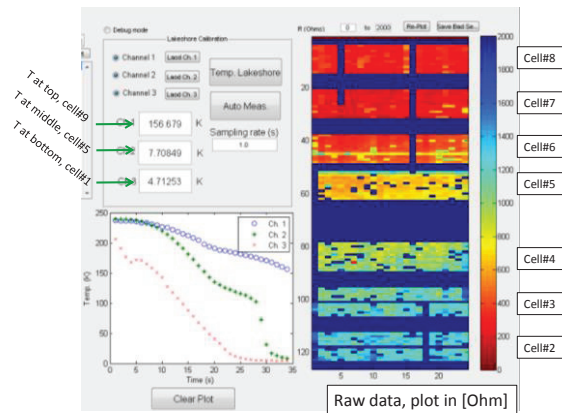 Debug mode
Lakeshore Calibration
Channel 1
Land Ch. 1
Channel 2
Land Ch. 2
Channel 3
Land Ch. 3
Temp. Lakeshore
Auto Meas.
Sampling rate (s)
1.0
T at top, cell#9
156.679 K
T at middle, cell#5
7.70849 K
T at bottom, cell#1
4.71253 K
250
200
150
100
50
0
Temp. (K)
0 5 10 15 20 25 30 35
Time (s)
Ch. 1
Ch. 2
Ch. 3
Clear Plot
R (Ohms)
0 to 2000
Re-Plot
Save Bad Se...
20
40
60
80
100
120
5 10 15 20
2000
1800
1600
1400
1200
1000
800
600
400
200
0
Cell#8
Cell#7
Cell#6
Cell#5
Cell#4
Cell#3
Cell#2
Raw data, plot in [Ohm]